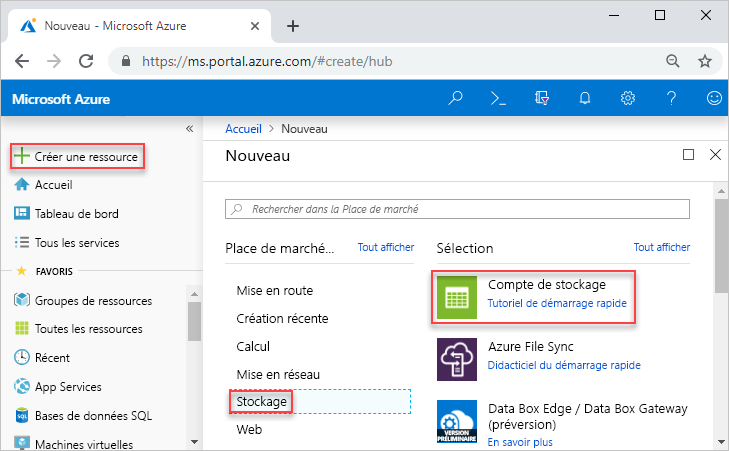 Nouveau - Microsoft Azure
https://ms.portal.azure.com/#create/hub
Microsoft Azure
Créer une ressource
Accueil
Tableau de bord
Tous les services
FAVORIS
Groupes de ressources
Toutes les ressources
Récent
App Services
Bases de données SQL
Machines virtuelles
Accueil > Nouveau
Nouveau
Rechercher dans la Place de marché
Place de marché... Tout afficher
Mise en route
Création récente
Calcul
Mise en réseau
Stockage
Web
Sélection Tout afficher
Compte de stockage
Tutoriel de démarrage rapide
Azure File Sync
Didacticiel du démarrage rapide
VERSION
PRÉLIMINAIRE
Data Box Edge / Data Box Gateway
(préversion)
En savoir plus